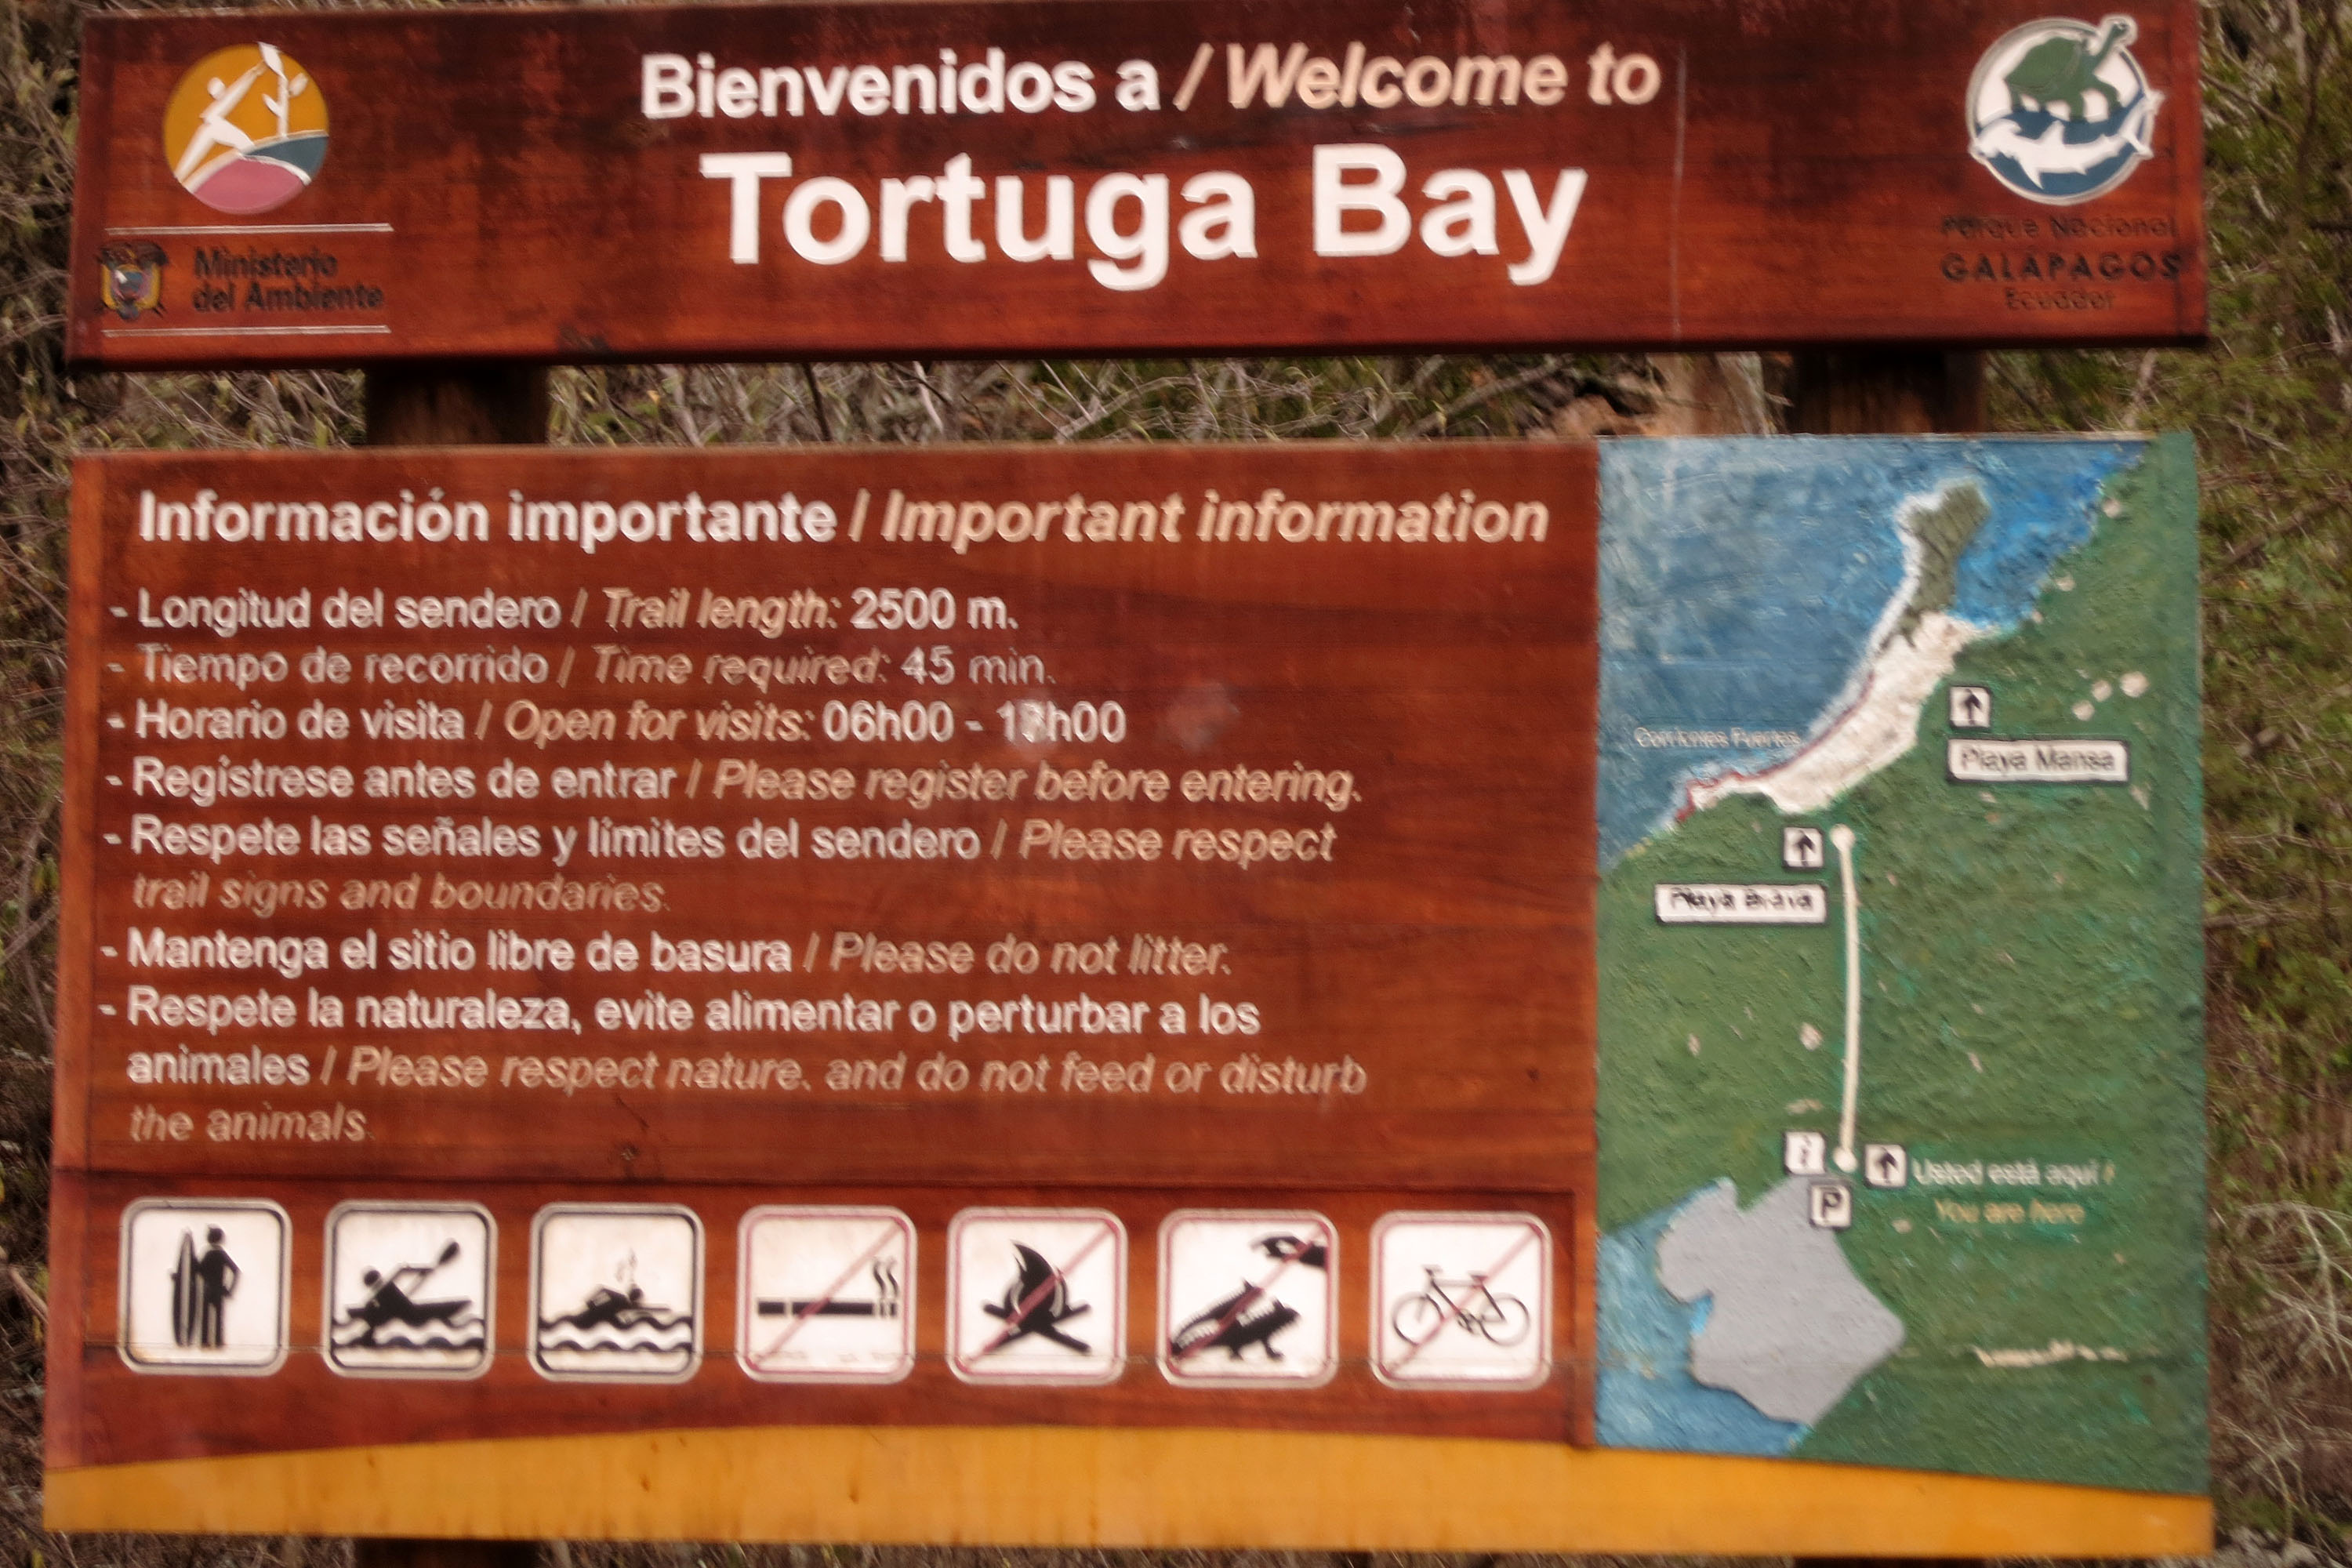 Bienvenidos a / Welcome to
Tortuga Bay
Ministerio
del Ambiente
Parque Nacional
GALAPAGOS
Ecuador
Información importante / Important information
- Longitud del sendero / Trail length: 2500 m.
- Tiempo de recorrido / Time required: 45 min.
- Horario de visita / Open for visits: 06h00 -
- Regístrese antes de entrar / Please register before entering.
- Respete las señales y límites del sendero / Please respect
trail signs and boundaries.
- Mantenga el sitio libre de basura / Please do not litter.
- Respete la naturaleza, evite alimentar o perturbar a los
animales / Please respect nature, and do not feed or disturb
the animals.
Corrientes Fuertes
Playa Mansa
Playa Brava
i
P
Usted está aquí /
You are here